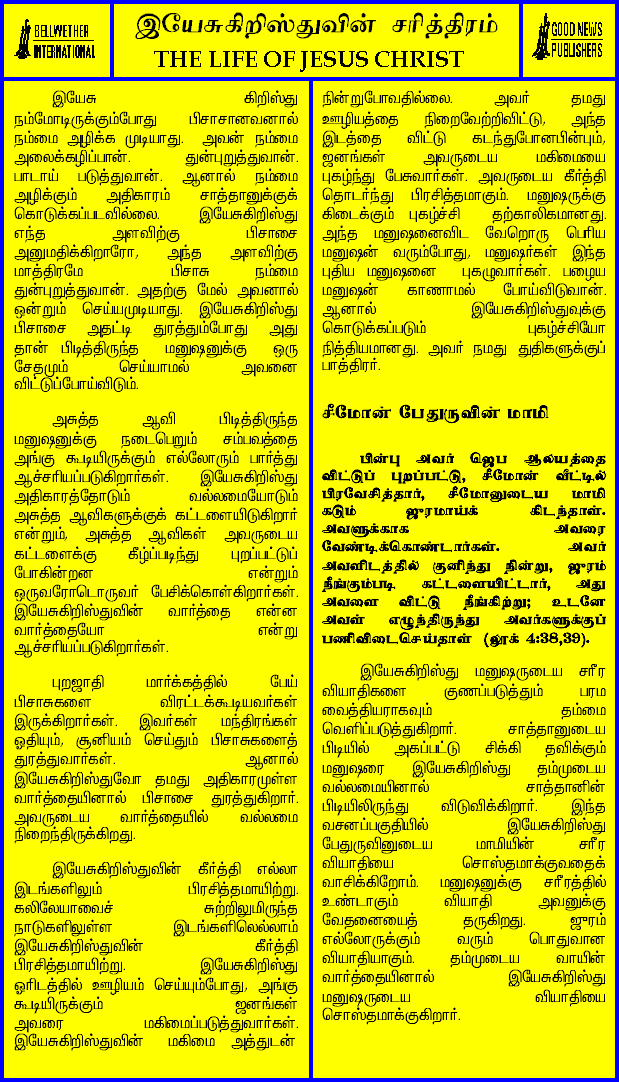 BELLWETHER
INTERNATIONAL
இயேசுகிறிஸ்துவின் சரித்திரம்
THE LIFE OF JESUS CHRIST
GOOD NEWS
PUBLISHERS
இயேசு கிறிஸ்து
நம்மோடிருக்கும்போது பிசாசானவனால்
நம்மை அழிக்க முடியாது. அவன் நம்மை
அலைக்கழிப்பான். துன்புறுத்துவான்.
பாடாய் படுத்துவான். ஆனால் நம்மை
அழிக்கும் அதிகாரம் சாத்தானுக்குக்
கொடுக்கப்படவில்லை. இயேசுகிறிஸ்து
எந்த அளவிற்கு பிசாசை
அனுமதிக்கிறாரோ, அந்த அளவிற்கு
மாத்திரமே பிசாசு நம்மை
துன்புறுத்துவான். அதற்கு மேல் அவனால்
ஒன்றும் செய்யமுடியாது. இயேசுகிறிஸ்து
பிசாசை அதட்டி துரத்தும்போது அது
தான் பிடித்திருந்த மனுஷனுக்கு ஒரு
சேதமும் செய்யாமல் அவனை
விட்டுப்போய்விடும்.
அசுத்த ஆவி பிடித்திருந்த
மனுஷனுக்கு நடைபெறும் சம்பவத்தை
அங்கு கூடியிருக்கும் எல்லோரும் பார்த்து
ஆச்சரியப்படுகிறார்கள். இயேசுகிறிஸ்து
அதிகாரத்தோடும் வல்லமையோடும்
அசுத்த ஆவிகளுக்குக் கட்டளையிடுகிறார்
என்றும், அசுத்த ஆவிகள் அவருடைய
கட்டளைக்கு கீழ்ப்படிந்து புறப்பட்டுப்
போகின்றன என்றும்
ஒருவரோடொருவர் பேசிக்கொள்கிறார்கள்.
இயேசுகிறிஸ்துவின் வார்த்தை என்ன
வார்த்தையோ என்று
ஆச்சரியப்படுகிறார்கள்.
புறஜாதி மார்க்கத்தில் பேய்
பிசாசுகளை விரட்டக்கூடியவர்கள்
இருக்கிறார்கள். இவர்கள் மந்திரங்கள்
ஓதியும், சூனியம் செய்தும் பிசாசுகளைத்
துரத்துவார்கள். ஆனால்
இயேசுகிறிஸ்துவோ தமது அதிகாரமுள்ள
வார்த்தையினால் பிசாசை துரத்துகிறார்.
அவருடைய வார்த்தையில் வல்லமை
நிறைந்திருக்கிறது.
இயேசுகிறிஸ்துவின் கீர்த்தி எல்லா
இடங்களிலும் பிரசித்தமாயிற்று.
கலிலேயாவைச் சுற்றிலுமிருந்த
நாடுகளிலுள்ள இடங்களிலெல்லாம்
இயேசுகிறிஸ்துவின் கீர்த்தி
பிரசித்தமாயிற்று. இயேசுகிறிஸ்து
ஓரிடத்தில் ஊழியம் செய்யும்போது, அங்கு
கூடியிருக்கும் ஜனங்கள்
அவரை மகிமைப்படுத்துவார்கள்.
இயேசுகிறிஸ்துவின் மகிமை அத்துடன்
நின்றுபோவதில்லை. அவர் தமது
ஊழியத்தை நிறைவேற்றிவிட்டு, அந்த
இடத்தை விட்டு கடந்துபோனபின்பும்,
ஜனங்கள் அவருடைய மகிமையை
புகழ்ந்து பேசுவார்கள். அவருடைய கீர்த்தி
தொடர்ந்து பிரசித்தமாகும். மனுஷருக்கு
கிடைக்கும் புகழ்ச்சி தற்காலிகமானது.
அந்த மனுஷனைவிட வேறொரு பெரிய
மனுஷன் வரும்போது, மனுஷர்கள் இந்த
புதிய மனுஷனை புகழுவார்கள். பழைய
மனுஷன் காணாமல் போய்விடுவான்.
ஆனால் இயேசுகிறிஸ்துவுக்கு
கொடுக்கப்படும் புகழ்ச்சியோ
நித்தியமானது. அவர் நமது துதிகளுக்குப்
பாத்திரர்.
சீமோன் பேதுருவின் மாமி
பின்பு அவர் ஜெப ஆலயத்தை
விட்டுப் புறப்பட்டு, சீமோன் வீட்டில்
பிரவேசித்தார், சீமோனுடைய மாமி
கடும் ஜுரமாய்க் கிடந்தாள்.
அவளுக்காக அவரை
வேண்டிக்கொண்டார்கள். அவர்
அவளிடத்தில் குனிந்து நின்று, ஜுரம்
நீங்கும்படி கட்டளையிட்டார், அது
அவளை விட்டு நீங்கிற்று; உடனே
அவள் எழுந்திருந்து அவர்களுக்குப்
பணிவிடைசெய்தாள் (லூக் 4:38,39).
இயேசுகிறிஸ்து மனுஷருடைய சரீர
வியாதிகளை குணப்படுத்தும் பரம
வைத்தியராகவும் தம்மை
வெளிப்படுத்துகிறார். சாத்தானுடைய
பிடியில் அகப்பட்டு சிக்கி தவிக்கும்
மனுஷரை இயேசுகிறிஸ்து தம்முடைய
வல்லமையினால் சாத்தானின்
பிடியிலிருந்து விடுவிக்கிறார். இந்த
வசனப்பகுதியில் இயேசுகிறிஸ்து
பேதுருவினுடைய மாமியின் சரீர
வியாதியை சொஸ்தமாக்குவதைக்
வாசிக்கிறோம். மனுஷனுக்கு சரீரத்தில்
உண்டாகும் வியாதி அவனுக்கு
வேதனையைத் தருகிறது. ஜுரம்
எல்லோருக்கும் வரும் பொதுவான
வியாதியாகும். தம்முடைய வாயின்
வார்த்தையினால் இயேசுகிறிஸ்து
மனுஷருடைய வியாதியை
சொஸ்தமாக்குகிறார்.